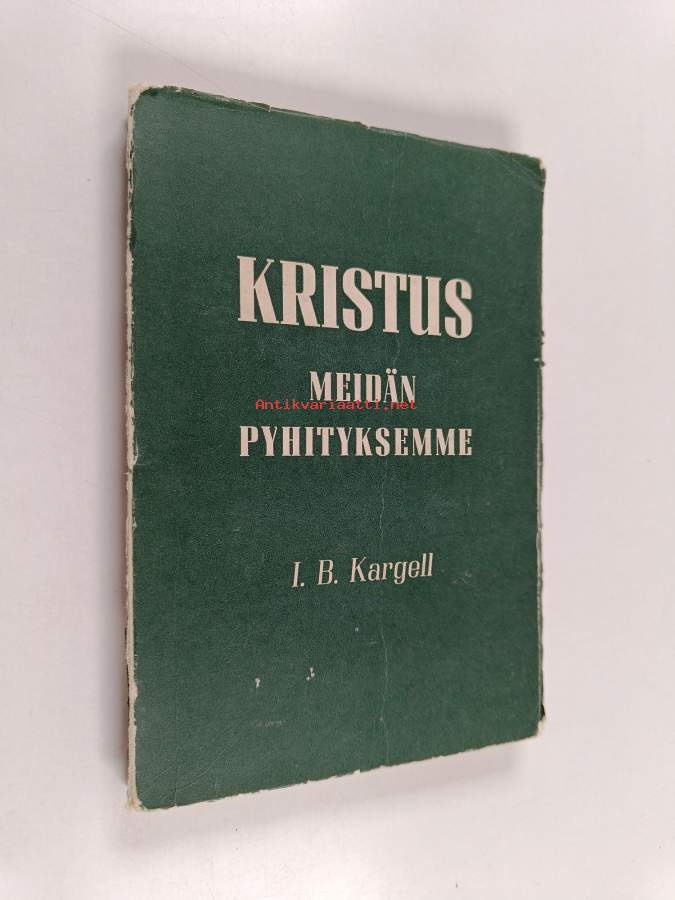 KRISTUS
MEIDÄN
Antikvariaatti.net
PYHITYKSEMME
I. B. Kargell